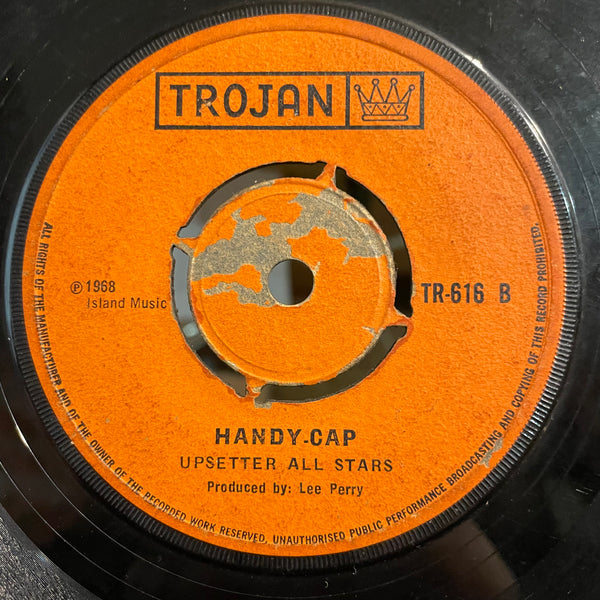 TROJAN
℗ 1968
Island Music
TR-616 B
HANDY-CAP
UPSETTER ALL STARS
Produced by: Lee Perry
ALL RIGHTS OF THE MANUFACTURER AND OF THE OWNER OF THE RECORDED WORK RESERVED, UNAUTHORISED PUBLIC PERFORMANCE BROADCASTING AND COPYING OF THIS RECORD PROHIBITED.